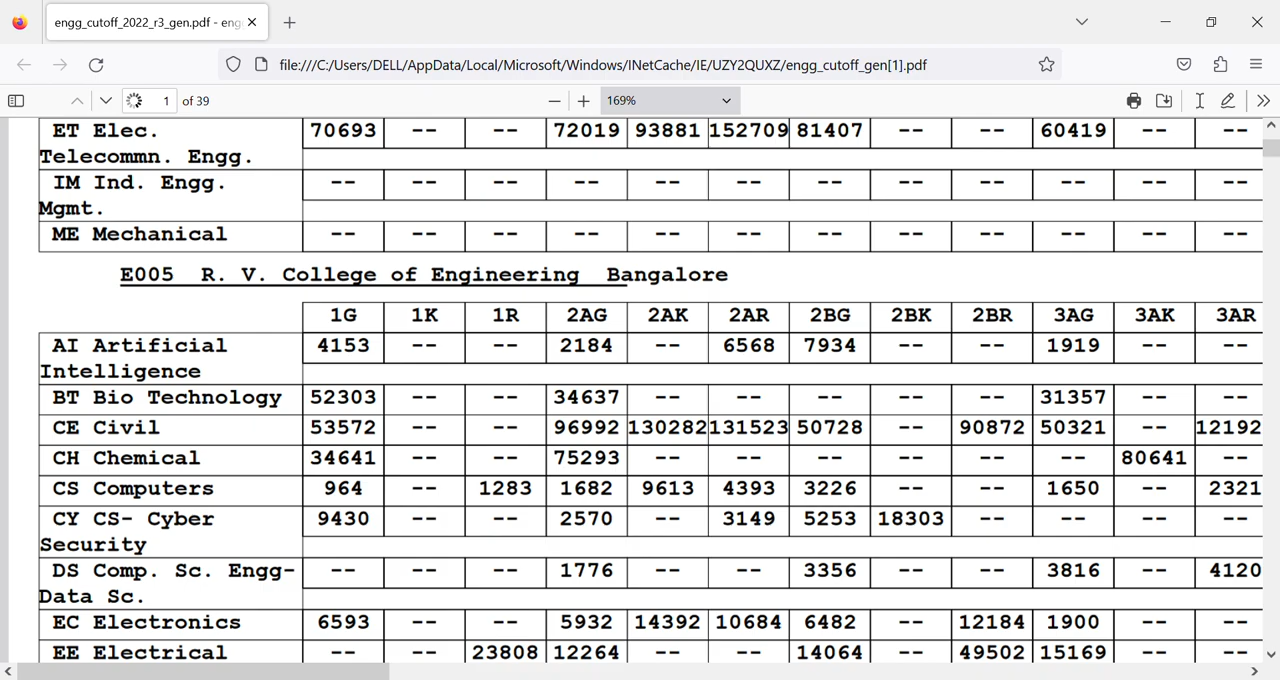 engg_cutoff_2022_r3_gen.pdf - eng
file:///C:/Users/DELL/AppData/Local/Microsoft/Windows/INetCache/IE/UZY2QUXZ/engg_cutoff_gen[1].pdf
1 of 39 169%
ET Elec. 70693 -- -- 72019 93881 152709 81407 -- -- 60419 -- --
Telecommn. Engg.
IM Ind. Engg. -- -- -- -- -- -- -- -- -- -- -- --
Mgmt.
ME Mechanical -- -- -- -- -- -- -- -- -- -- -- --
E005 R. V. College of Engineering Bangalore
1G 1K 1R 2AG 2AK 2AR 2BG 2BK 2BR 3AG 3AK 3AR
AI Artificial 4153 -- -- 2184 -- 6568 7934 -- -- 1919 -- --
Intelligence
BT Bio Technology 52303 -- -- 34637 -- -- -- -- -- 31357 -- --
CE Civil 53572 -- -- 96992 130282 131523 50728 -- 90872 50321 -- 12192
CH Chemical 34641 -- -- 75293 -- -- -- -- -- -- 80641 --
CS Computers 964 -- 1283 1682 9613 4393 3226 -- -- 1650 -- 2321
CY CS- Cyber 9430 -- -- 2570 -- 3149 5253 18303 -- -- -- --
Security
DS Comp. Sc. Engg- -- -- -- 1776 -- -- 3356 -- -- 3816 -- 4120
Data Sc.
EC Electronics 6593 -- -- 5932 14392 10684 6482 -- 12184 1900 -- --
EE Electrical -- -- 23808 12264 -- -- 14064 -- 49502 15169 -- --